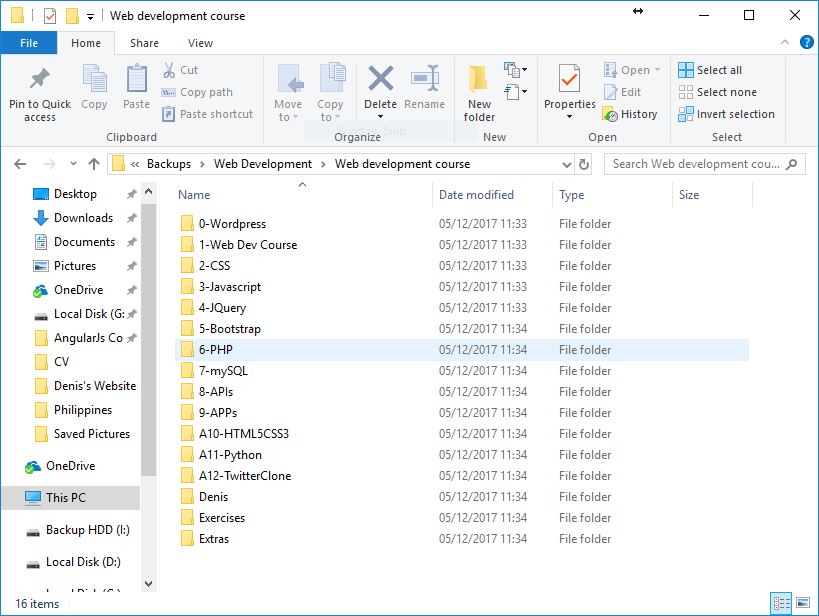 Web development course
File Home Share View
Pin to Quick access
Copy
Paste
Cut
Copy path
Paste shortcut
Clipboard
Move to
Copy to
Delete
Rename
Organize
New folder
New
Properties
Open
Edit
History
Open
Select all
Select none
Invert selection
Select
« Backups › Web Development › Web development course
Search Web development cou...
Desktop
Downloads
Documents
Pictures
OneDrive
Local Disk (G:
AngularJs Co
CV
Denis's Website
Philippines
Saved Pictures
OneDrive
This PC
Backup HDD (I:)
Local Disk (D:)
Name Date modified Type Size
0-Wordpress 05/12/2017 11:33 File folder
1-Web Dev Course 05/12/2017 11:33 File folder
2-CSS 05/12/2017 11:33 File folder
3-Javascript 05/12/2017 11:33 File folder
4-JQuery 05/12/2017 11:33 File folder
5-Bootstrap 05/12/2017 11:34 File folder
6-PHP 05/12/2017 11:34 File folder
7-mySQL 05/12/2017 11:34 File folder
8-APIs 05/12/2017 11:34 File folder
9-APPs 05/12/2017 11:34 File folder
A10-HTML5CSS3 05/12/2017 11:34 File folder
A11-Python 05/12/2017 11:34 File folder
A12-TwitterClone 05/12/2017 11:34 File folder
Denis 05/12/2017 11:34 File folder
Exercises 05/12/2017 11:34 File folder
Extras 05/12/2017 11:34 File folder
16 items